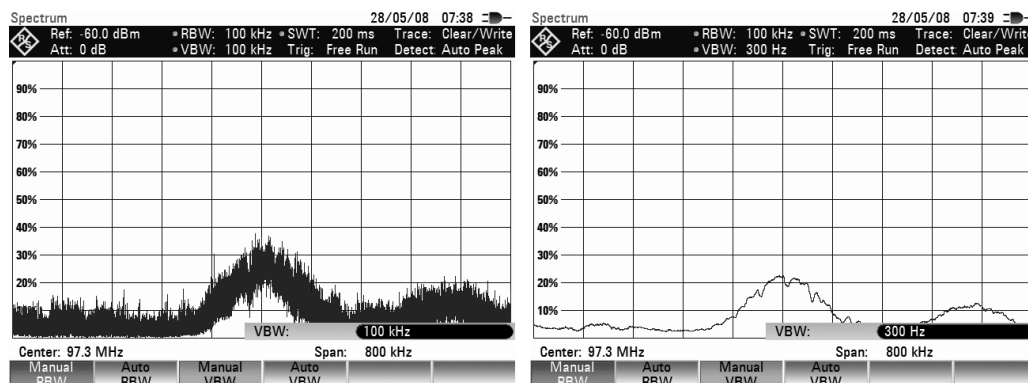 Spectrum 28/05/08 07:38
Ref: -60.0 dBm RBW: 100 kHz SWT: 200 ms Trace: Clear/Write
Att: 0 dB VBW: 100 kHz Trig: Free Run Detect: Auto Peak
90%
80%
70%
60%
50%
40%
30%
20%
VBW: 100 kHz
Center: 97.3 MHz Span: 800 kHz
Manual RBW Auto RBW Manual VBW Auto VBW
Spectrum 28/05/08 07:39
Ref: -60.0 dBm RBW: 100 kHz SWT: 200 ms Trace: Clear/Write
Att: 0 dB VBW: 300 Hz Trig: Free Run Detect: Auto Peak
90%
80%
70%
60%
50%
40%
30%
20%
10%
VBW: 300 Hz
Center: 97.3 MHz Span: 800 kHz
Manual RBW Auto RBW Manual VBW Auto VBW